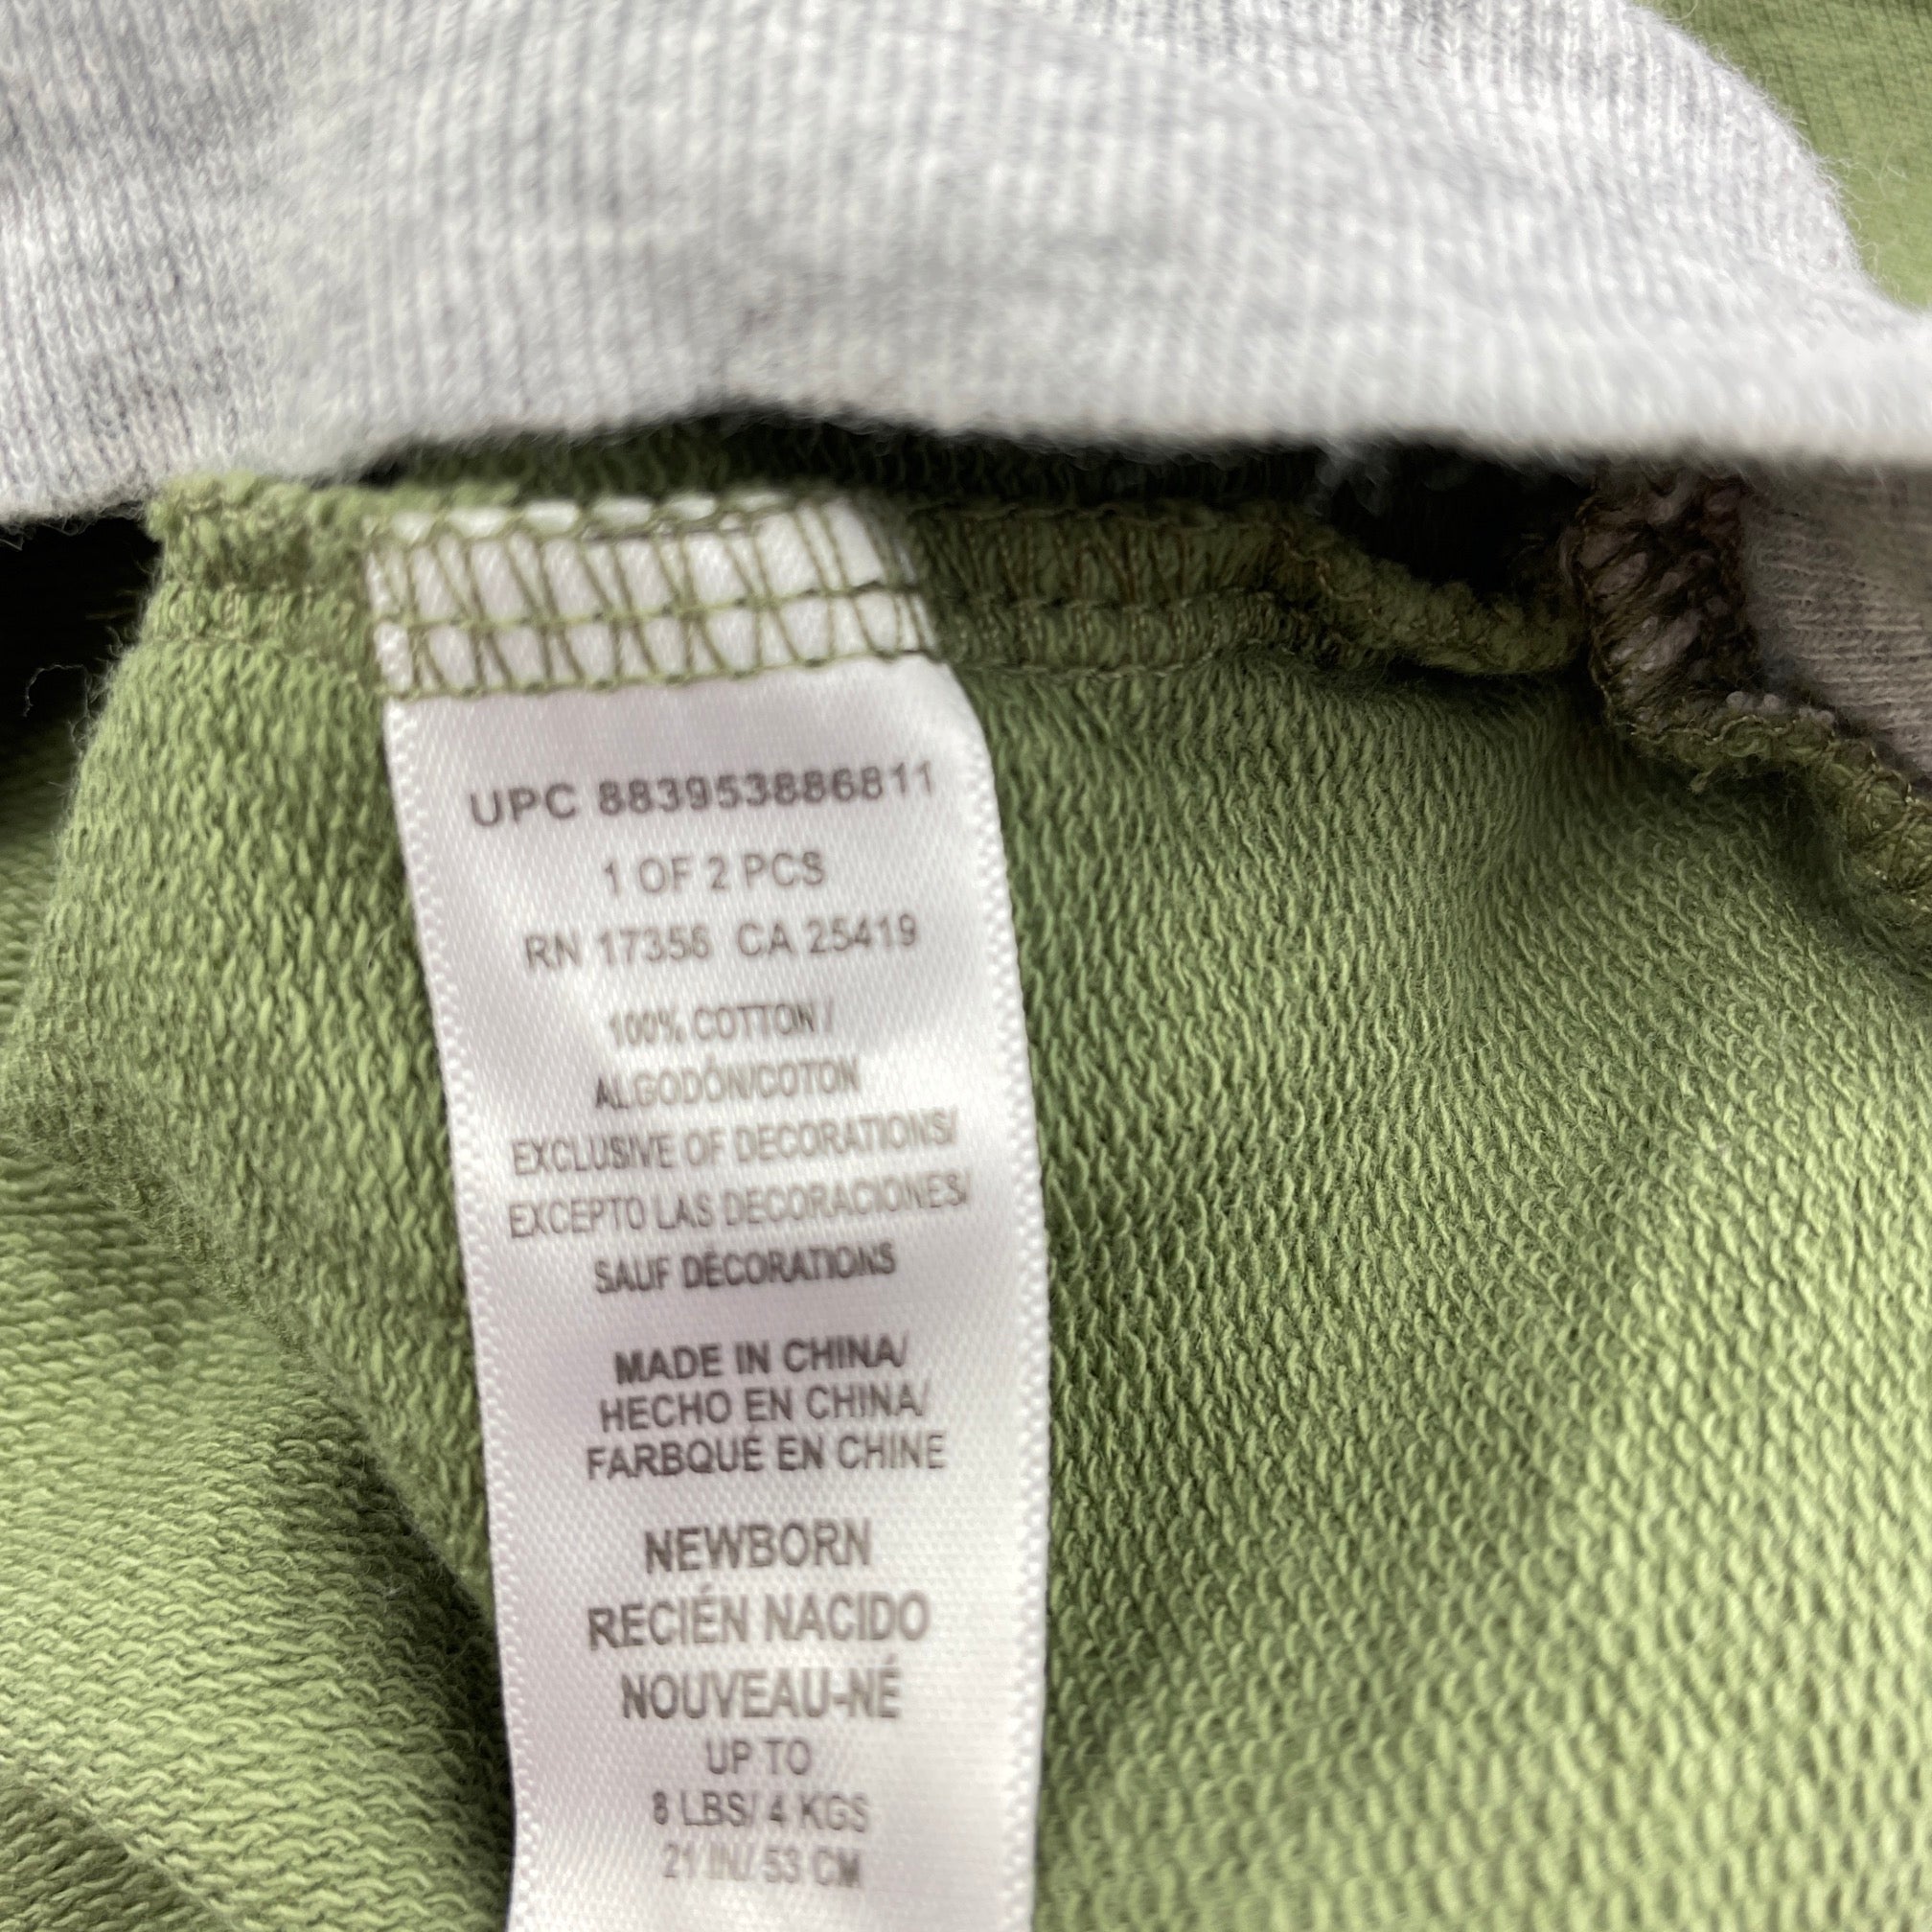 UPC 883953886811
1 OF 2 PCS
RN 17356 CA 25419
100% COTTON /
ALGODÓN/COTON
EXCLUSIVE OF DECORATIONS/
EXCEPTO LAS DECORACIONES/
SAUF DÉCORATIONS
MADE IN CHINA/
HECHO EN CHINA/
FARBQUÉ EN CHINE
NEWBORN
RECIÉN NACIDO
NOUVEAU-NÉ
UP TO
8 LBS/ 4 KGS
21 IN/ 53 CM